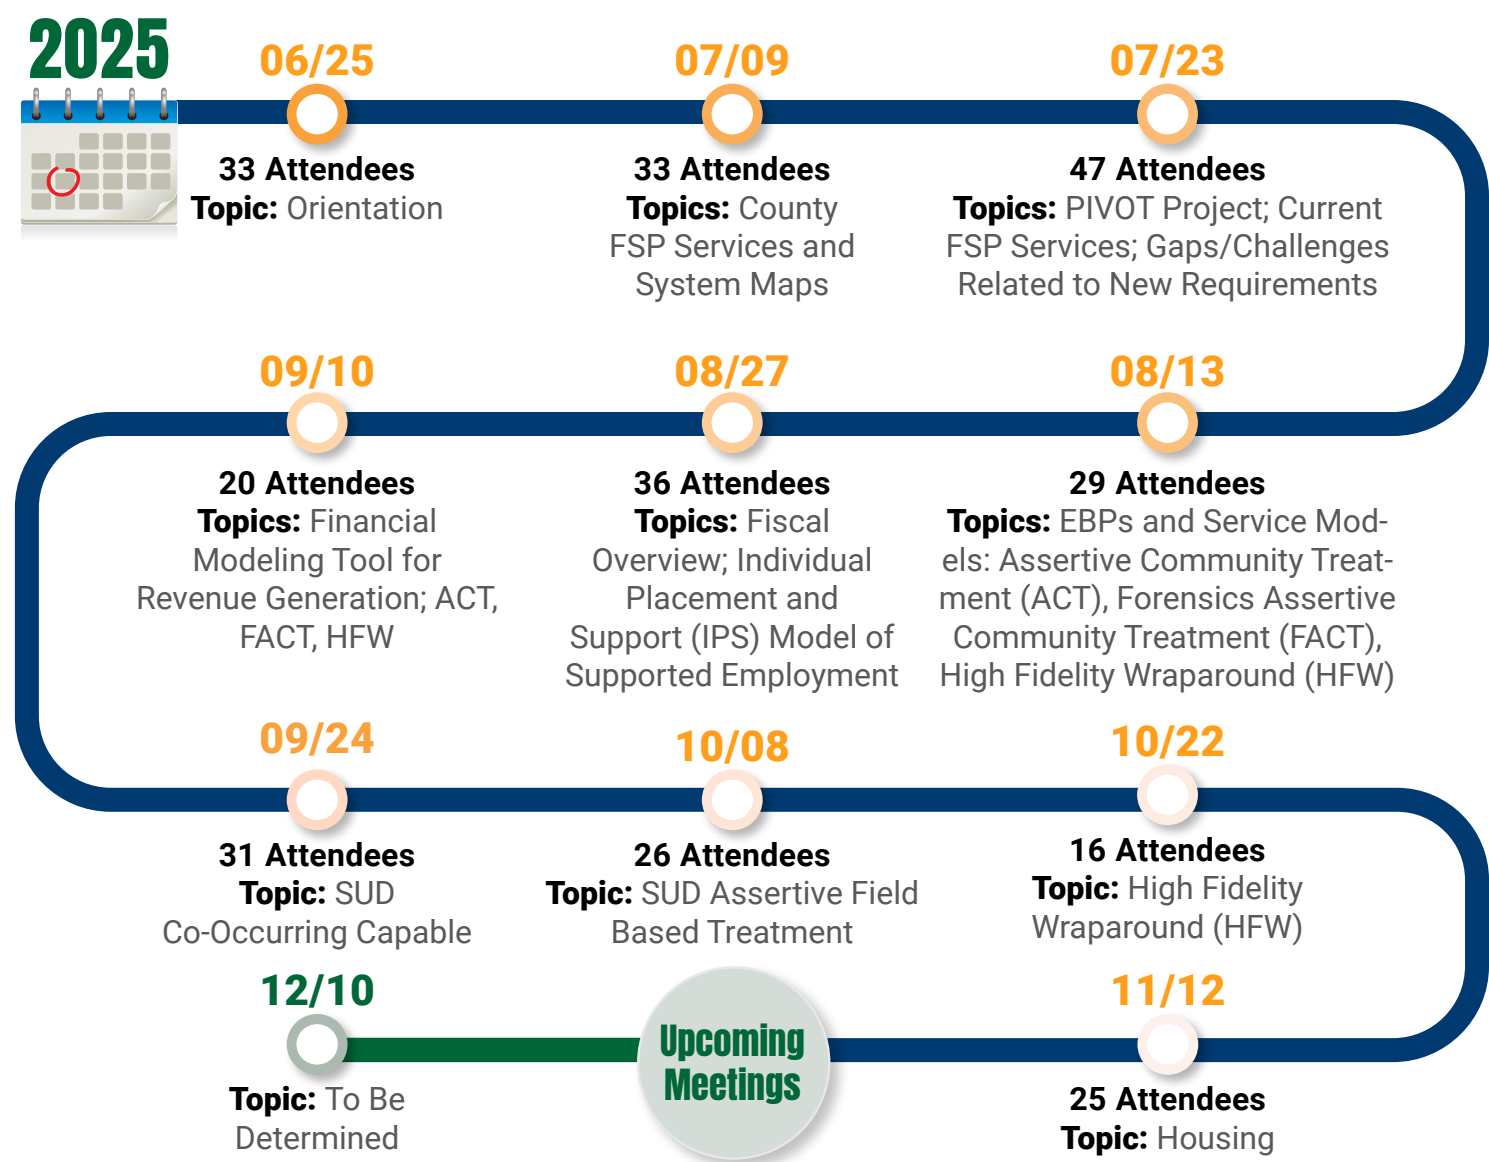 2025
06/25
33 Attendees
Topic: Orientation
07/09
33 Attendees
Topics: County
FSP Services and
System Maps
07/23
47 Attendees
Topics: PIVOT Project; Current
FSP Services; Gaps/Challenges
Related to New Requirements
08/13
29 Attendees
Topics: EBPs and Service Mod-
els: Assertive Community Treat-
ment (ACT), Forensics Assertive
Community Treatment (FACT),
High Fidelity Wraparound (HFW)
08/27
36 Attendees
Topics: Fiscal
Overview; Individual
Placement and
Support (IPS) Model of
Supported Employment
09/10
20 Attendees
Topics: Financial
Modeling Tool for
Revenue Generation; ACT,
FACT, HFW
09/24
31 Attendees
Topic: SUD
Co-Occurring Capable
10/08
26 Attendees
Topic: SUD Assertive Field
Based Treatment
10/22
16 Attendees
Topic: High Fidelity
Wraparound (HFW)
11/12
25 Attendees
Topic: Housing
Upcoming
Meetings
12/10
Topic: To Be
Determined